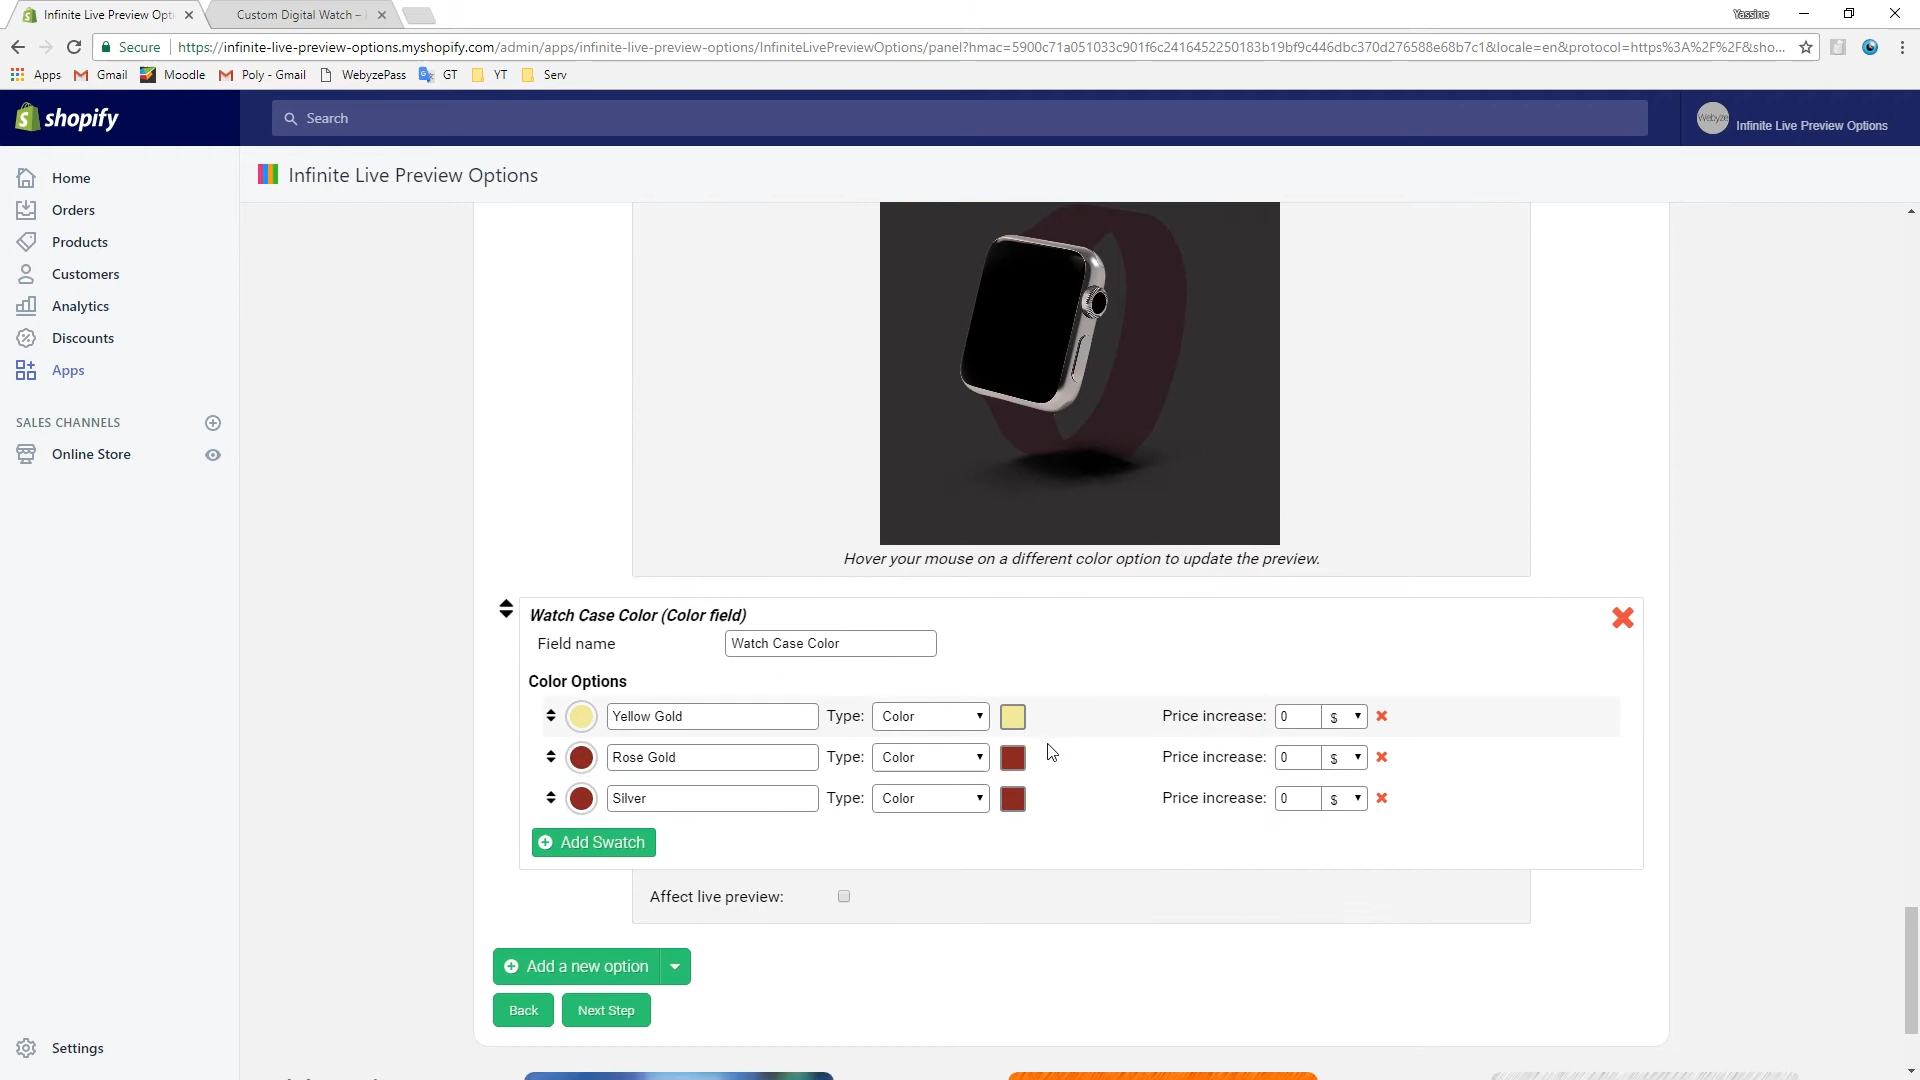 Infinite Live Preview Opti
Custom Digital Watch –
Yassine
Secure
https://infinite-live-preview-options.myshopify.com/admin/apps/infinite-live-preview-options/InfiniteLivePreviewOptions/panel?hmac=5900c71a051033c901f6c2416452250183b19bf9c446dbc370d276588e68b7c1&locale=en&protocol=https%3A%2F%2F&sho...
Apps
Gmail
Moodle
Poly - Gmail
WebyzePass
GT
YT
Serv
shopify
Search
Webyze
Infinite Live Preview Options
Home
Orders
Products
Customers
Analytics
Discounts
Apps
SALES CHANNELS
Online Store
Settings
Infinite Live Preview Options
Hover your mouse on a different color option to update the preview.
Watch Case Color (Color field)
Field name
Watch Case Color
Color Options
Yellow Gold Type: Color Price increase: 0 $
Rose Gold Type: Color Price increase: 0 $
Silver Type: Color Price increase: 0 $
Add Swatch
Affect live preview:
Add a new option
Back
Next Step